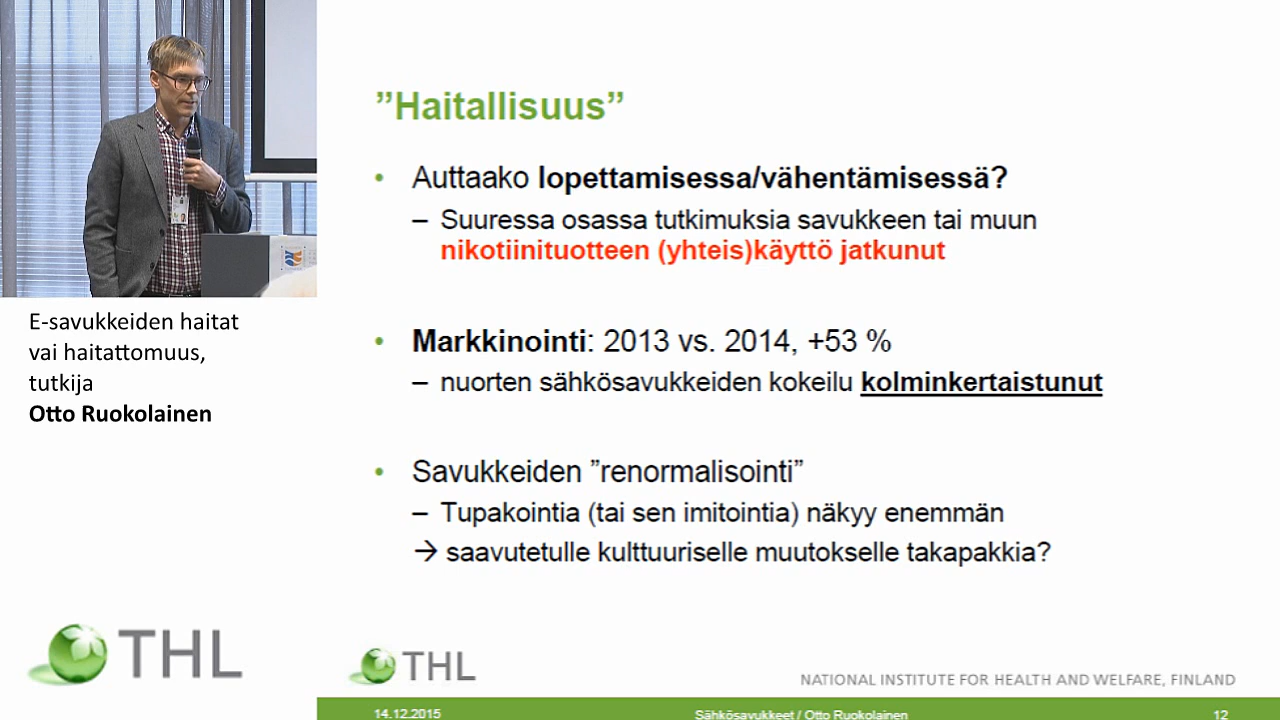 E-savukkeiden haitat
vai haitattomuus,
tutkija
Otto Ruokolainen
THL
”Haitallisuus”
• Auttaako lopettamisessa/vähentämisessä?
– Suuressa osassa tutkimuksia savukkeen tai muun
nikotiinituotteen (yhteis)käyttö jatkunut
• Markkinointi: 2013 vs. 2014, +53 %
– nuorten sähkösavukkeiden kokeilu kolminkertaistunut
• Savukkeiden ”renormalisointi”
– Tupakointia (tai sen imitointia) näkyy enemmän
→ saavutetulle kulttuuriselle muutokselle takapakkia?
THL
NATIONAL INSTITUTE FOR HEALTH AND WELFARE, FINLAND
14.12.2015
Sähkösavukkeet / Otto Ruokolainen
12